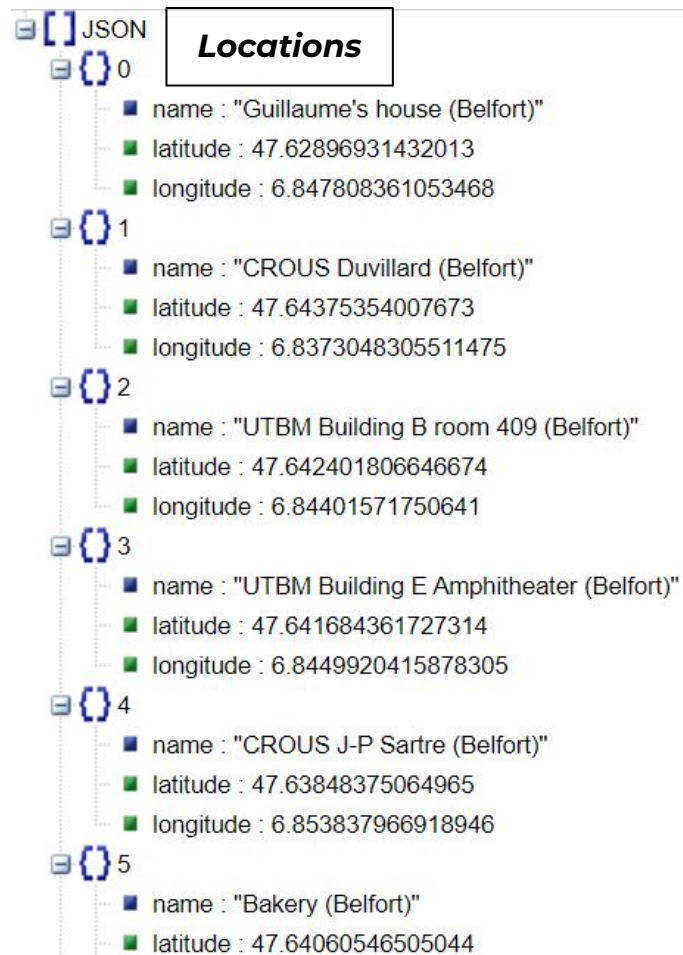 JSON
Locations
{} 0
name : "Guillaume's house (Belfort)"
latitude : 47.62896931432013
longitude : 6.847808361053468
{} 1
name : "CROUS Duvillard (Belfort)"
latitude : 47.64375354007673
longitude : 6.8373048305511475
{} 2
name : "UTBM Building B room 409 (Belfort)"
latitude : 47.642401806646674
longitude : 6.84401571750641
{} 3
name : "UTBM Building E Amphitheater (Belfort)"
latitude : 47.641684361727314
longitude : 6.8449920415878305
{} 4
name : "CROUS J-P Sartre (Belfort)"
latitude : 47.63848375064965
longitude : 6.853837966918946
{} 5
name : "Bakery (Belfort)"
latitude : 47.64060546505044